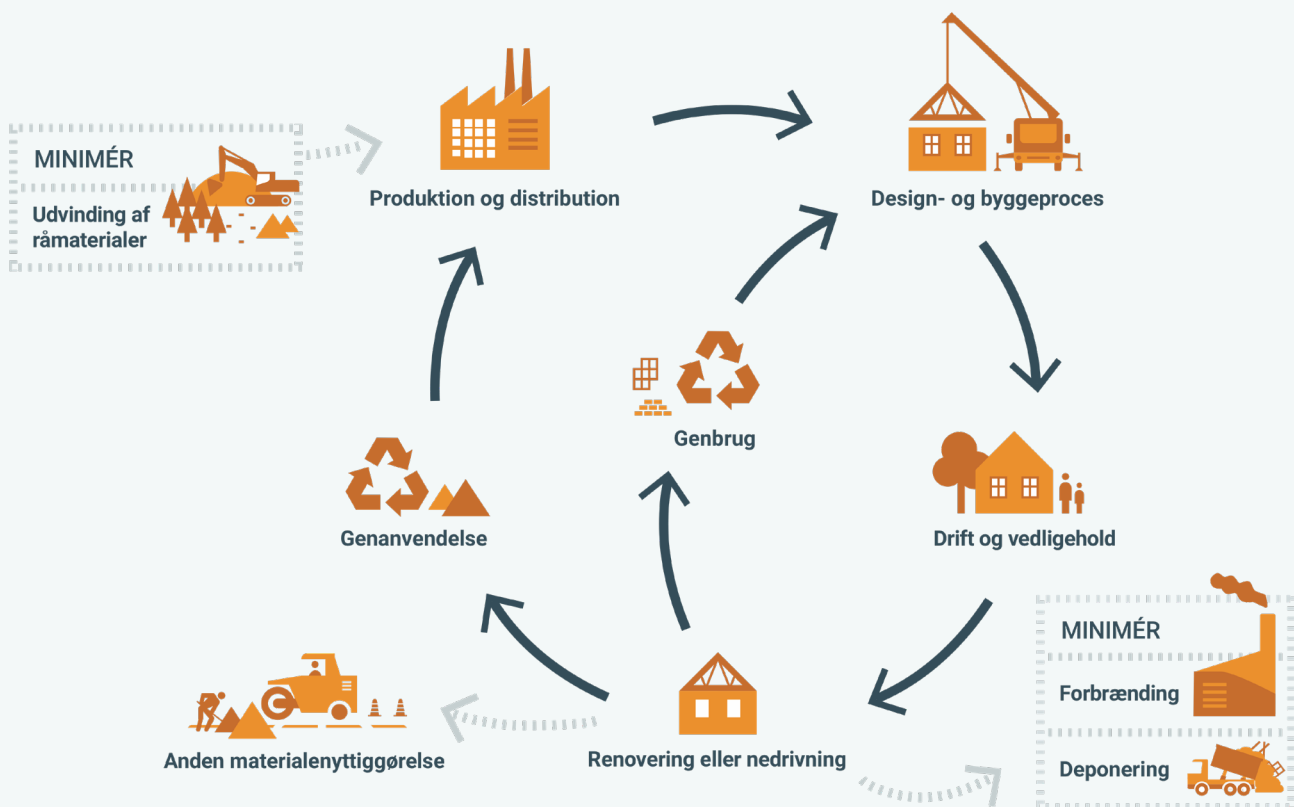 MINIMÉR
Udvinding af
råmaterialer
Produktion og distribution
Design- og byggeproces
Genbrug
Genanvendelse
Drift og vedligehold
MINIMÉR
Forbrænding
Deponering
Renovering eller nedrivning
Anden materialenyttiggørelse